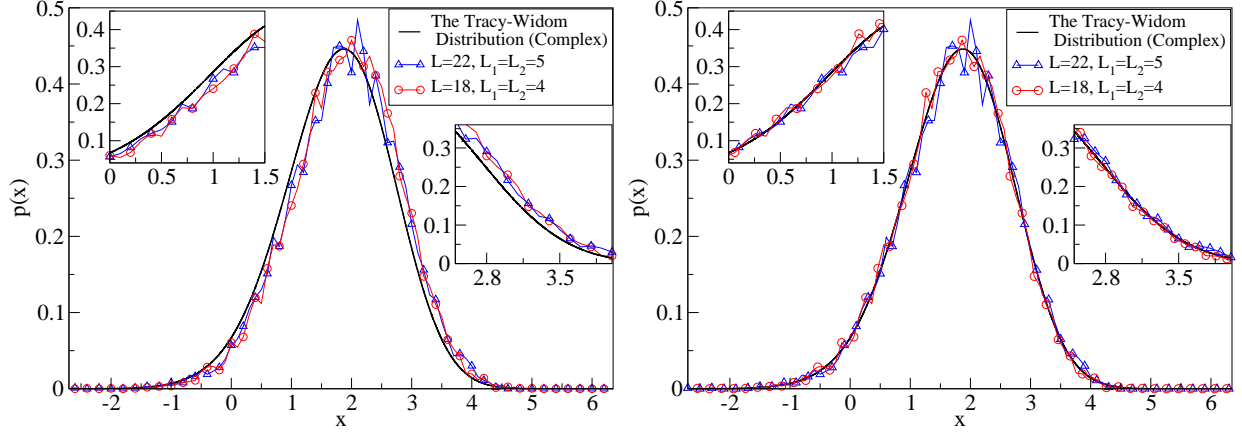 The Tracy-Widom
Distribution (Complex)
L=22, L₁=L₂=5
L=18, L₁=L₂=4
0.4
0.3
0.2
0.1
0 0.5 1 1.5
0.3
0.2
0.1
0
2.8 3.5
0.5
0.4
0.3
0.2
0.1
0
p(x)
-2 -1 0 1 2 3 4 5 6
x
The Tracy-Widom
Distribution (Complex)
L=22, L₁=L₂=5
L=18, L₁=L₂=4
0.4
0.3
0.2
0.1
0 0.5 1 1.5
0.3
0.2
0.1
0
2.8 3.5
0.5
0.4
0.3
0.2
0.1
0
p(x)
-2 -1 0 1 2 3 4 5 6
x